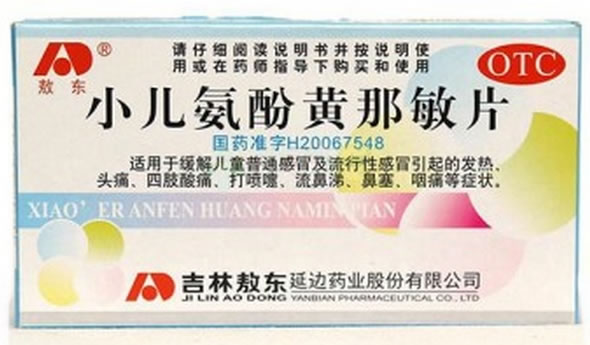 敖东®
请仔细阅读说明书并按说明使
用或在药师指导下购买和使用
OTC
小儿氨酚黄那敏片
国药准字H20067548
适用于缓解儿童普通感冒及流行性感冒引起的发热、
头痛、四肢酸痛、打喷嚏、流鼻涕、鼻塞、咽痛等症状。
XIAO’ER ANFEN HUANG NAMIN PIAN
吉林敖东延边药业股份有限公司
JI LIN AO DONG YANBIAN PHARMACEUTICAL CO., LTD